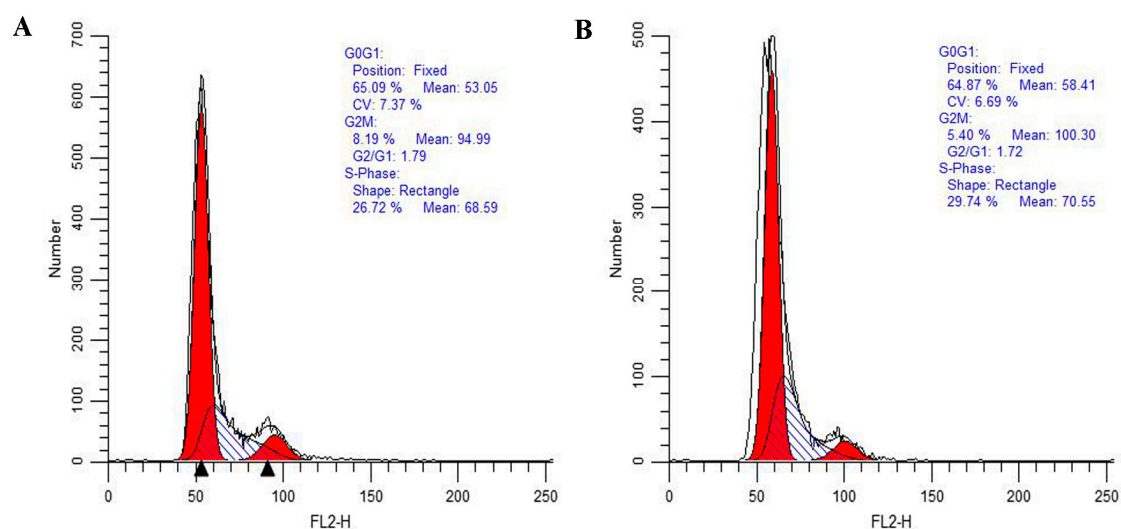 A
700
600
500
400
300
200
100
0
Number
0 50 100 150 200 250
FL2-H
G0G1:
Position: Fixed
65.09 % Mean: 53.05
CV: 7.37 %
G2M:
8.19 % Mean: 94.99
G2/G1: 1.79
S-Phase:
Shape: Rectangle
26.72 % Mean: 68.59
B
500
400
300
200
100
0
Number
0 50 100 150 200 250
FL2-H
G0G1:
Position: Fixed
64.87 % Mean: 58.41
CV: 6.69 %
G2M:
5.40 % Mean: 100.30
G2/G1: 1.72
S-Phase:
Shape: Rectangle
29.74 % Mean: 70.55